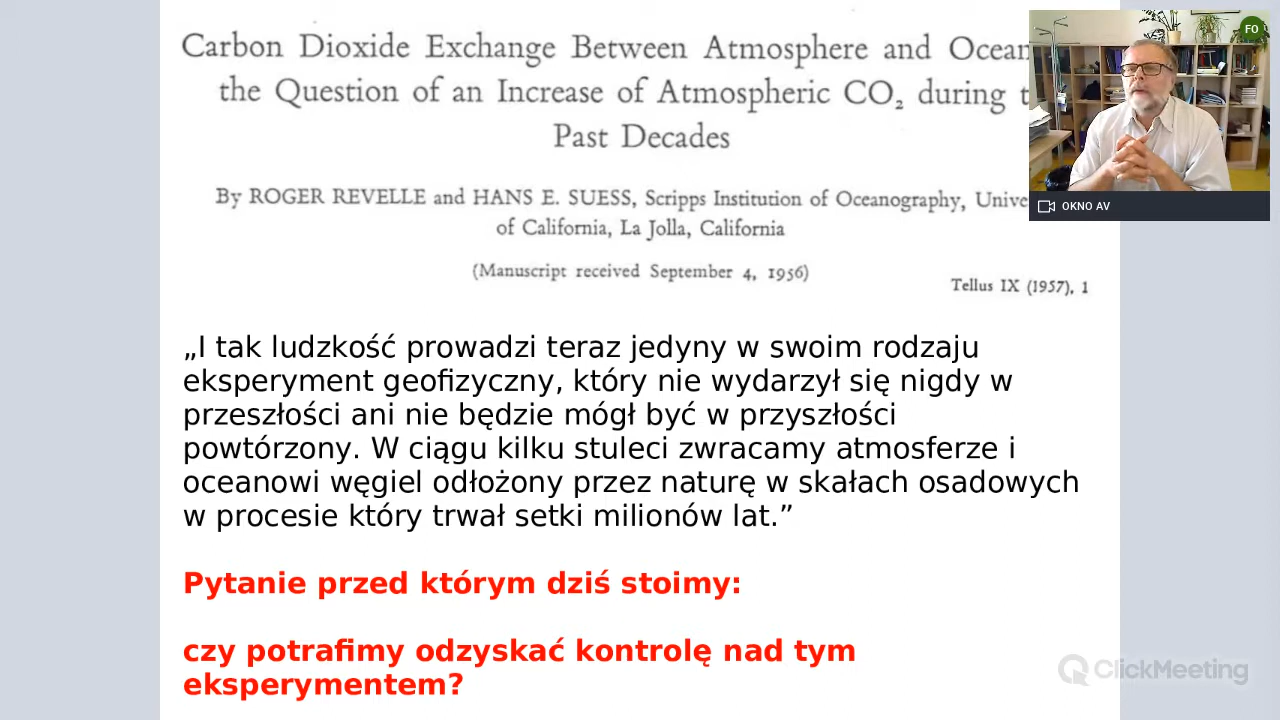 Carbon Dioxide Exchange Between Atmosphere and Ocean
the Question of an Increase of Atmospheric CO₂ during
Past Decades
By ROGER REVELLE and HANS E. SUESS, Scripps Institution of Oceanography,
of California, La Jolla, California
(Manuscript received September 4, 1956)
Tellus IX (1957), 1
„I tak ludzkość prowadzi teraz jedyny w swoim rodzaju
eksperyment geofizyczny, który nie wydarzył się nigdy w
przeszłości ani nie będzie mógł być w przyszłości
powtórzony. W ciągu kilku stuleci zwracamy atmosferze i
oceanowi węgiel odłożony przez naturę w skałach osadowych
w procesie który trwał setki milionów lat.”
Pytanie przed którym dziś stoimy:
czy potrafimy odzyskać kontrolę nad tym
eksperymentem?
FO
OKNO AV
ClickMeeting